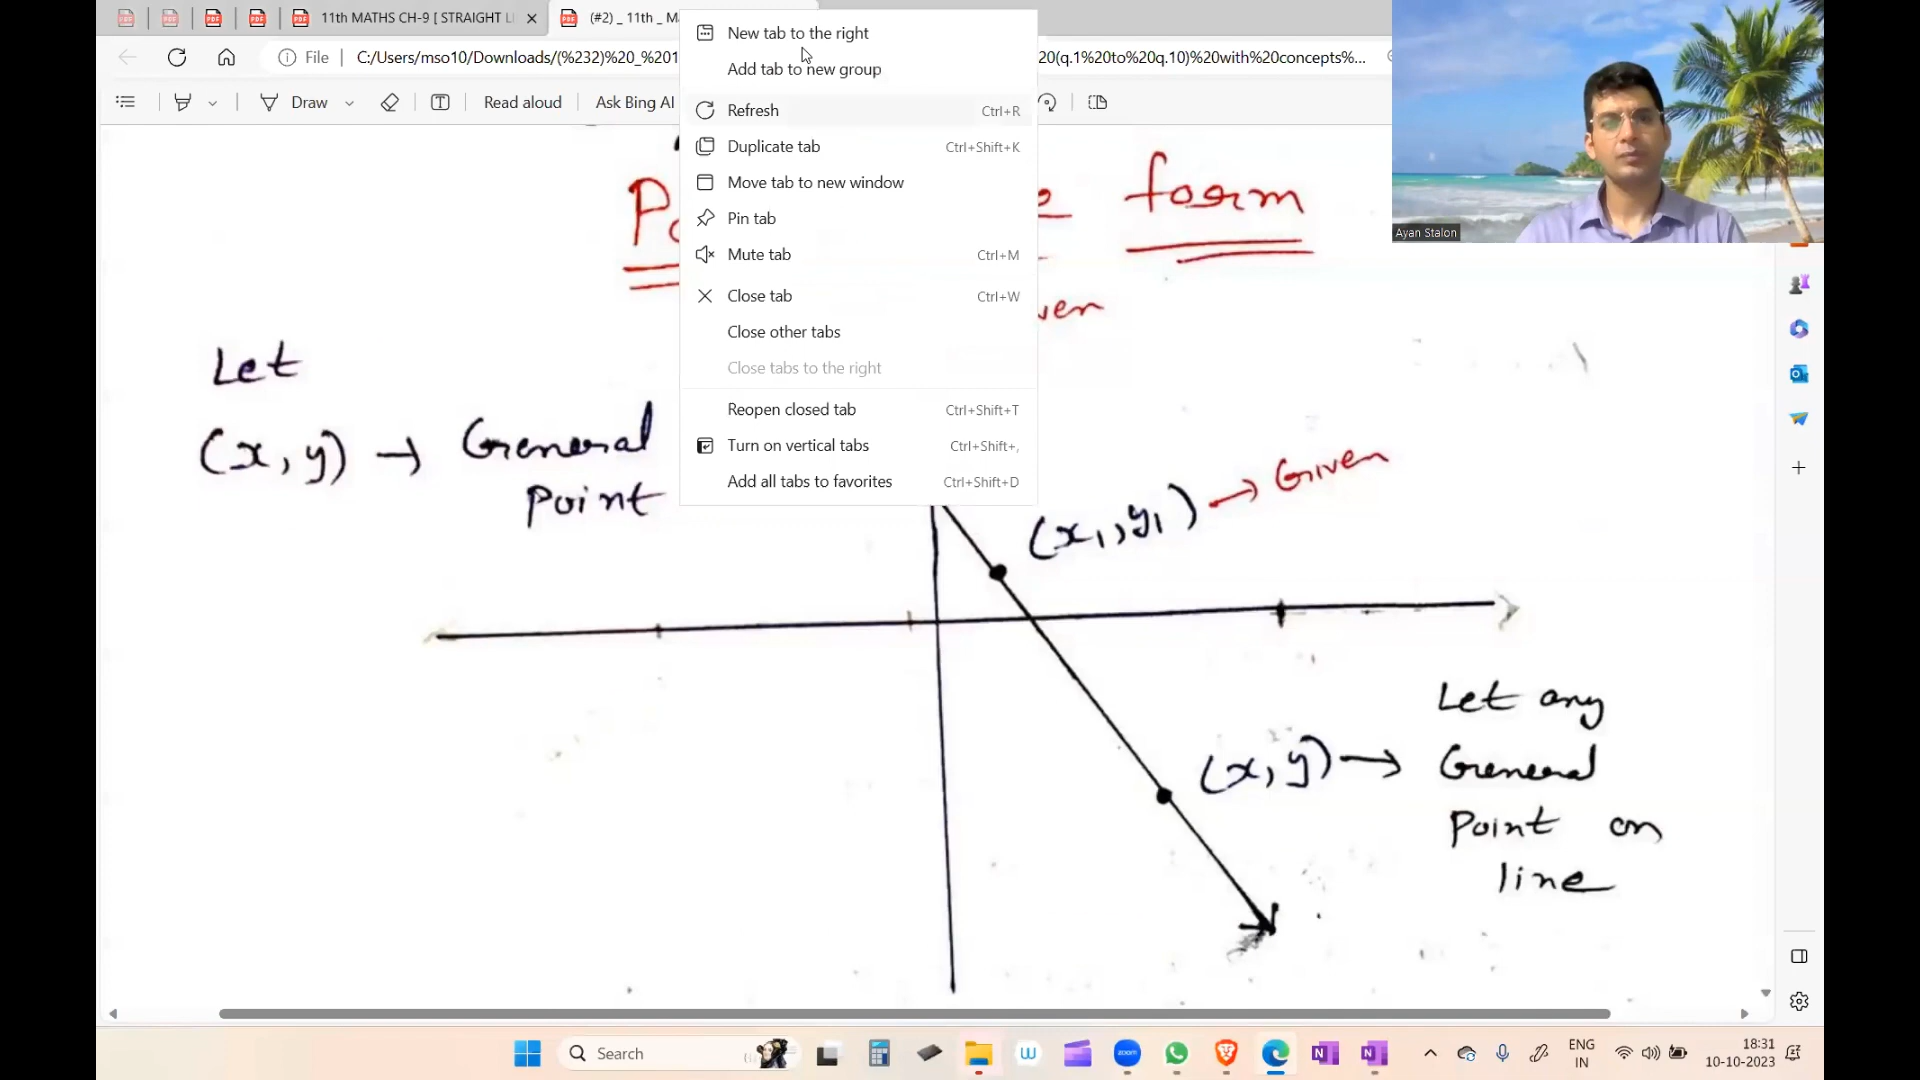 11th MATHS CH-9 [ STRAIGHT L
(#2) _ 11th _ Ma
File
C:/Users/mso10/Downloads/(%232)%20_%201
20(q.1%20to%20q.10)%20with%20concepts%...
Draw
Read aloud
Ask Bing AI
New tab to the right
Add tab to new group
Refresh Ctrl+R
Duplicate tab Ctrl+Shift+K
Move tab to new window
Pin tab
Mute tab Ctrl+M
Close tab Ctrl+W
Close other tabs
Close tabs to the right
Reopen closed tab Ctrl+Shift+T
Turn on vertical tabs Ctrl+Shift+,
Add all tabs to favorites Ctrl+Shift+D
Ayan Stalon
form
Let
(x, y) → General
Point
(x₁, y₁) → Given
(x, y) →
Let any
General
Point on
line
Search
zoom
ENG
IN
18:31
10-10-2023